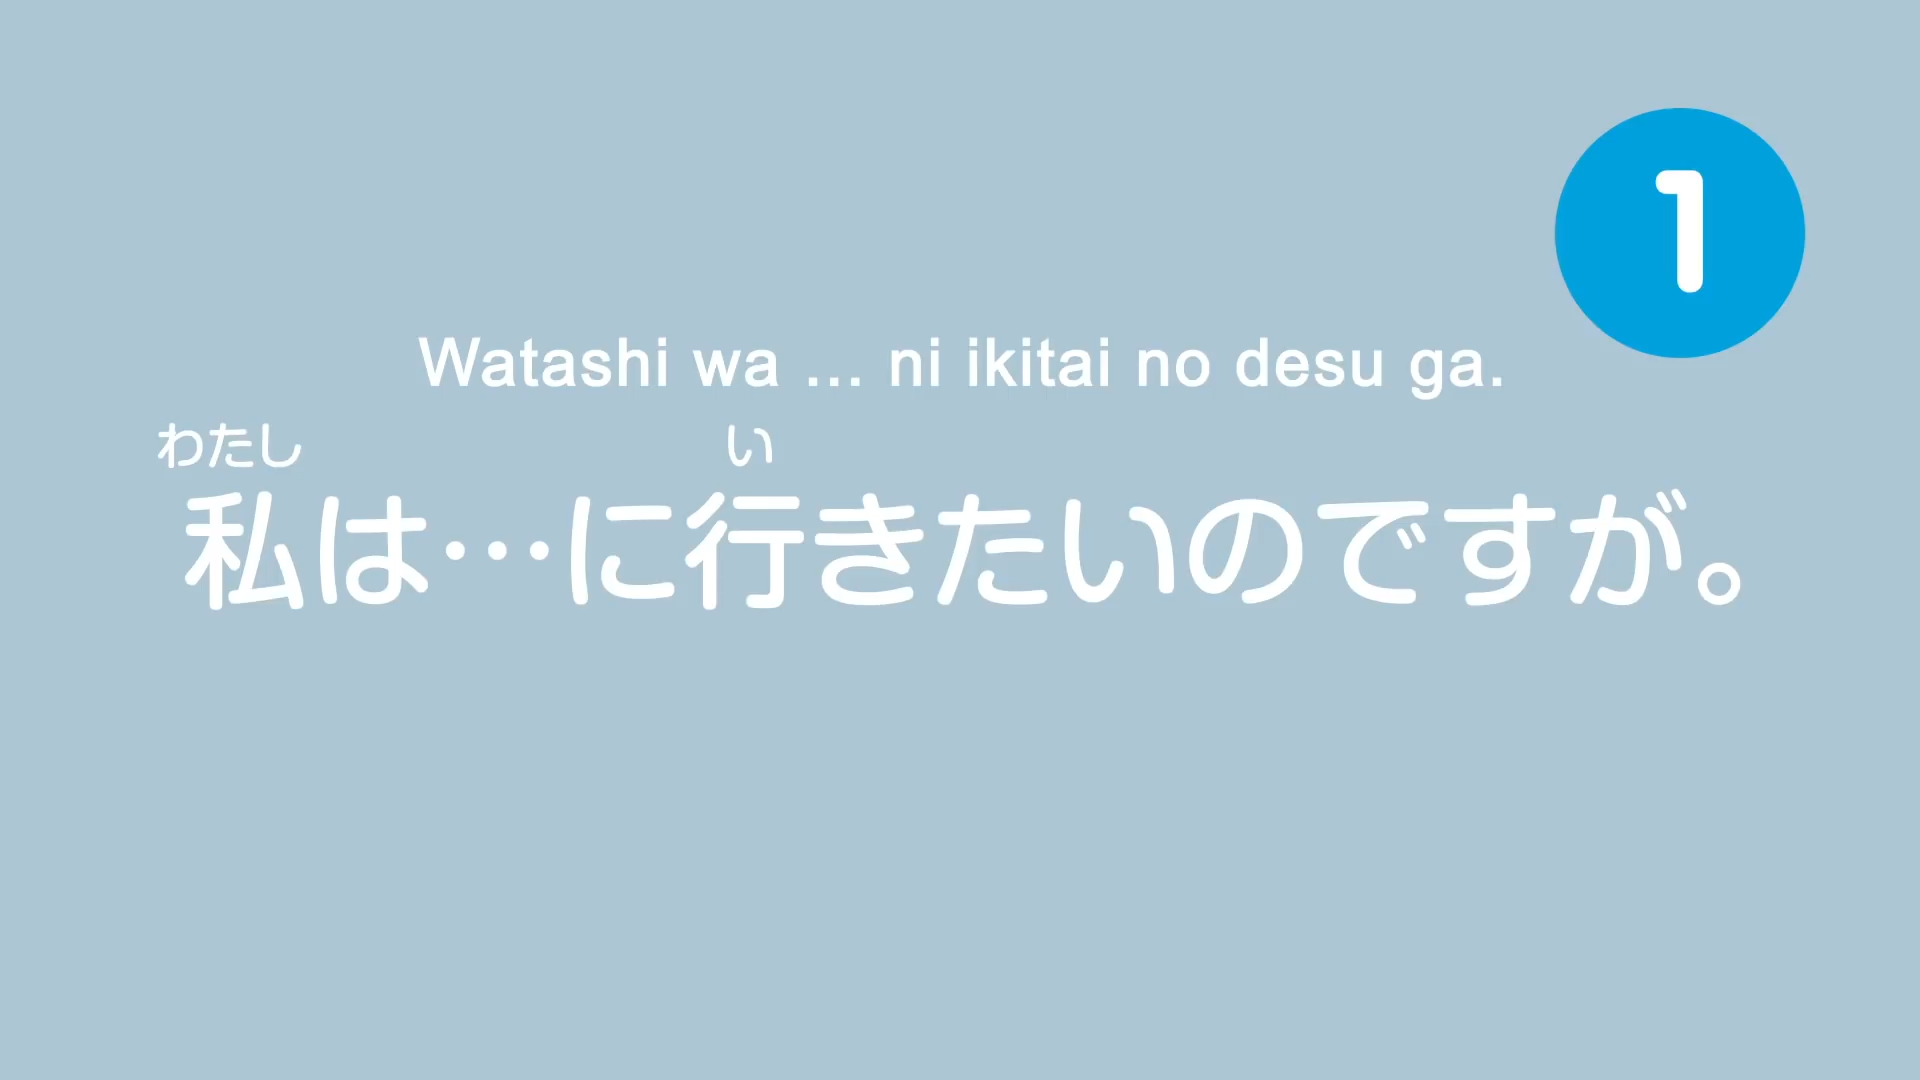 1
Watashi wa ... ni ikitai no desu ga.
わたし い
私は…に行きたいのですが。